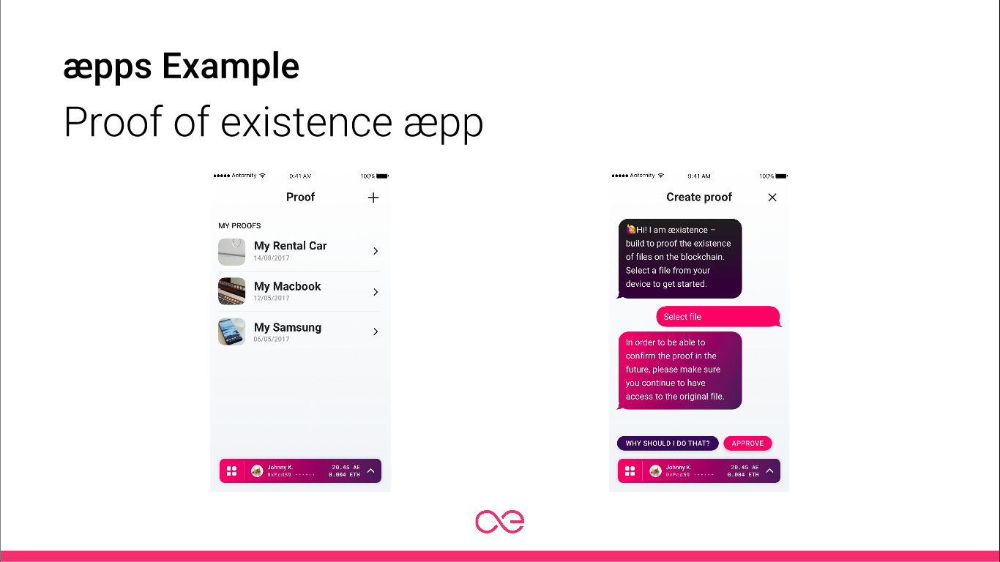 æpps Example
Proof of existence æpp
Aeternity
9:41 AM
100%
Proof
MY PROOFS
My Rental Car
14/08/2017
My Macbook
12/05/2017
My Samsung
06/05/2017
Johnny K.
20.45 AE
0xFcd59 ······
0.004 ETH
Aeternity
9:41 AM
100%
Create proof
🙋Hi! I am æxistence –
build to proof the existence
of files on the blockchain.
Select a file from your
device to get started.
Select file
In order to be able to
confirm the proof in the
future, please make sure
you continue to have
access to the original file.
WHY SHOULD I DO THAT?
APPROVE
Johnny K.
20.45 AE
0xFcd59 ······
0.004 ETH